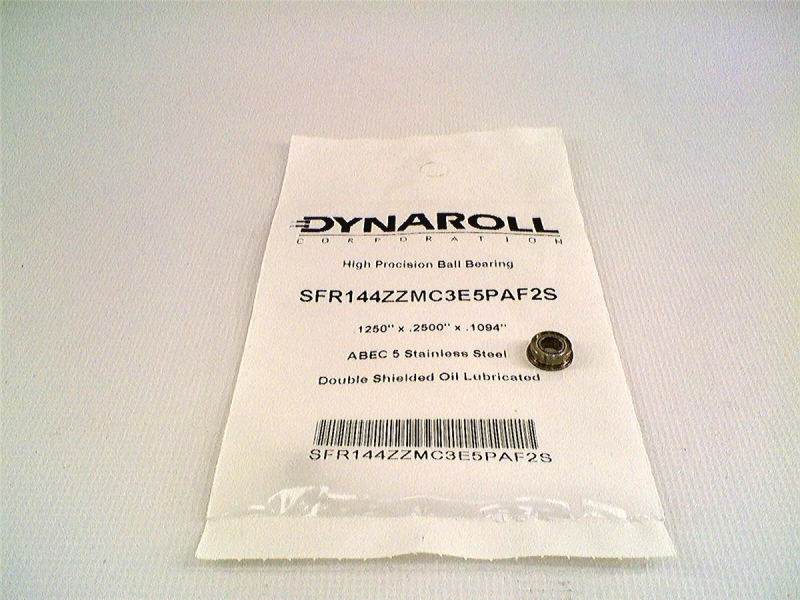 DYNAROLL
CORPORATION
High Precision Ball Bearing
SFR144ZZMC3E5PAF2S
.1250" x .2500" x .1094"
ABEC 5 Stainless Steel
Double Shielded Oil Lubricated
SFR144ZZMC3E5PAF2S